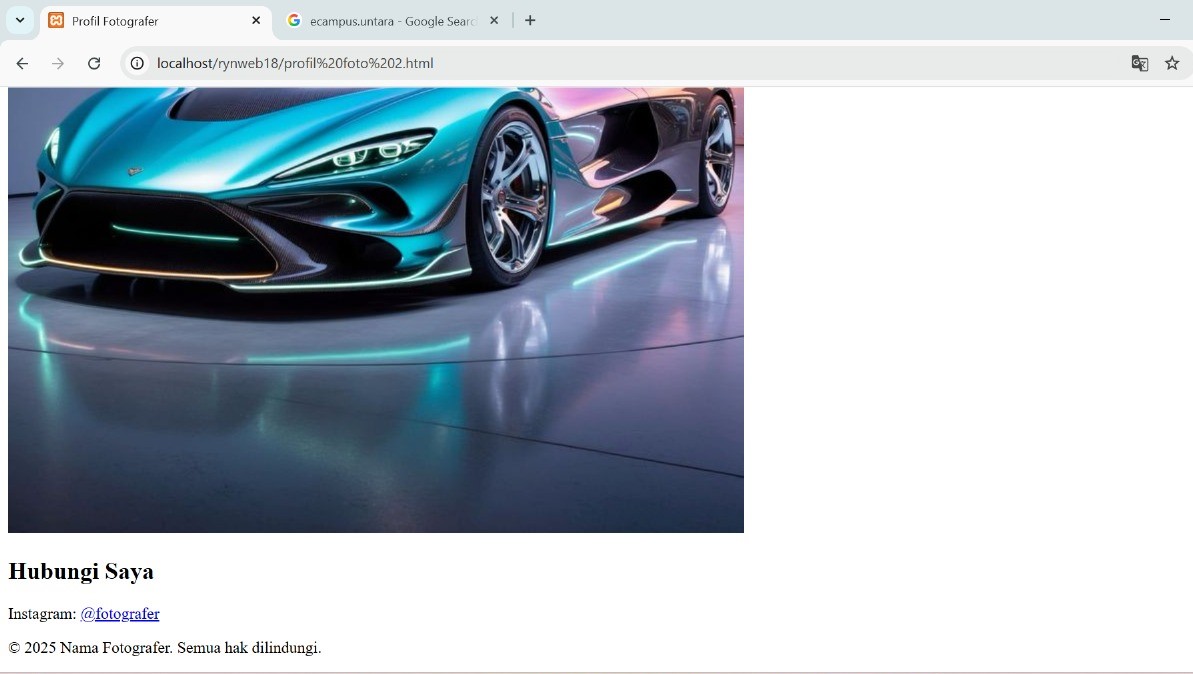 Profil Fotografer
ecampus.untara - Google Searc
localhost/rynweb18/profil%20foto%202.html
Hubungi Saya
Instagram: @fotografer
© 2025 Nama Fotografer. Semua hak dilindungi.